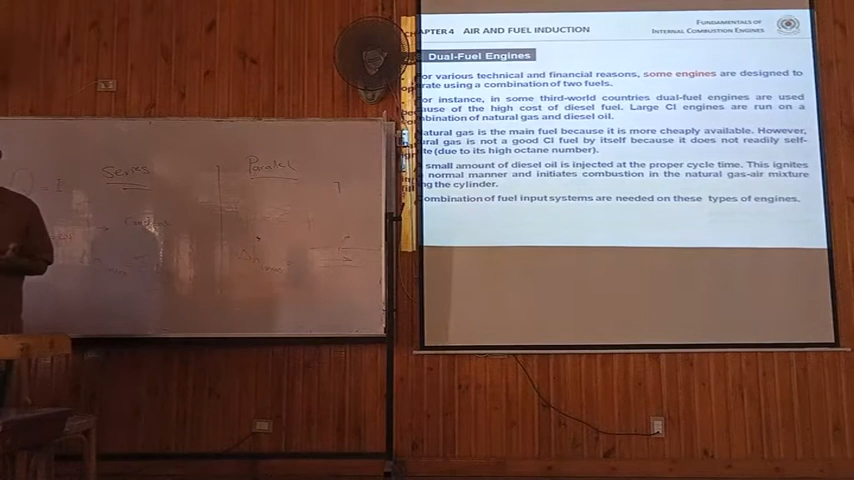 CHAPTER 4 AIR AND FUEL INDUCTION
FUNDAMENTALS OF
INTERNAL COMBUSTION ENGINES
Dual-Fuel Engines
or various technical and financial reasons, some engines are designed to
rate using a combination of two fuels.
or instance, in some third-world countries dual-fuel engines are used
ause of the high cost of diesel fuel. Large CI engines are run on a
bination of natural gas and diesel oil.
Natural gas is the main fuel because it is more cheaply available. However,
ural gas is not a good CI fuel by itself because it does not readily self-
te (due to its high octane number).
small amount of diesel oil is injected at the proper cycle time. This ignites
normal manner and initiates combustion in the natural gas-air mixture
ng the cylinder.
ombination of fuel input systems are needed on these types of engines.
Series
Parallel